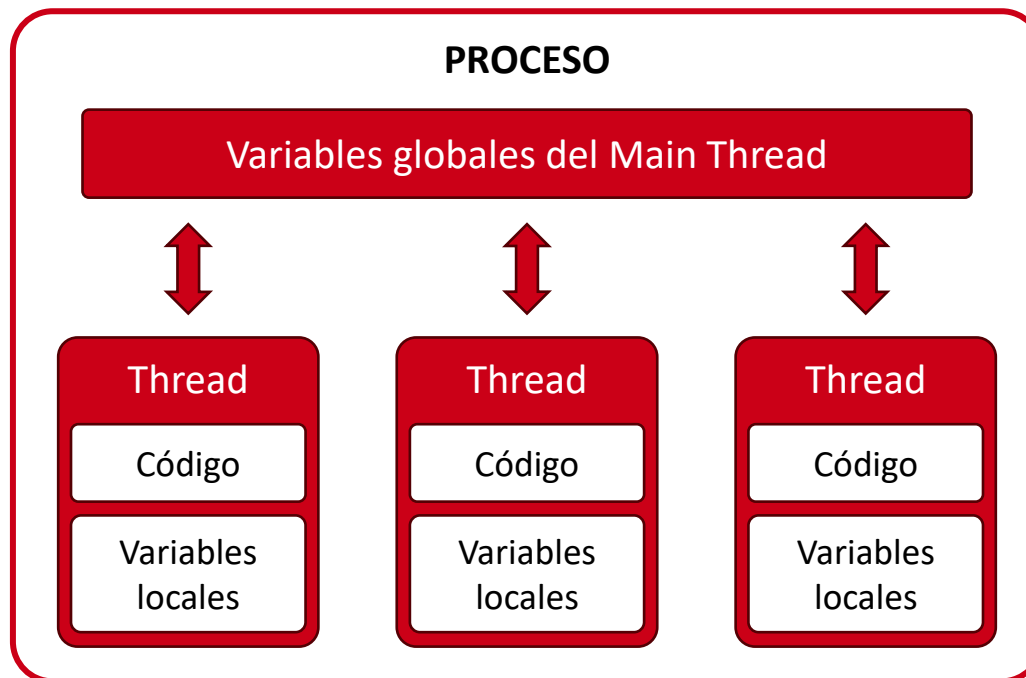 PROCESO
Variables globales del Main Thread
Thread
Código
Variables
locales
Thread
Código
Variables
locales
Thread
Código
Variables
locales